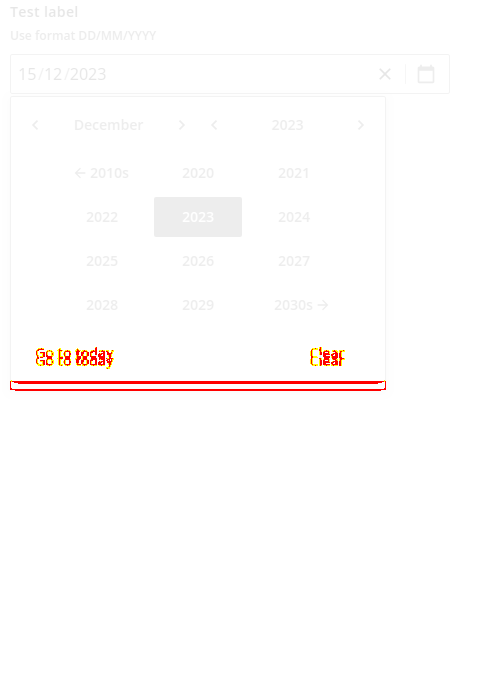 Test label
Use format DD/MM/YYYY
15/12/2023
December 2023
← 2010s 2020 2021
2022 2023 2024
2025 2026 2027
2028 2029 2030s →
Go to today Clear